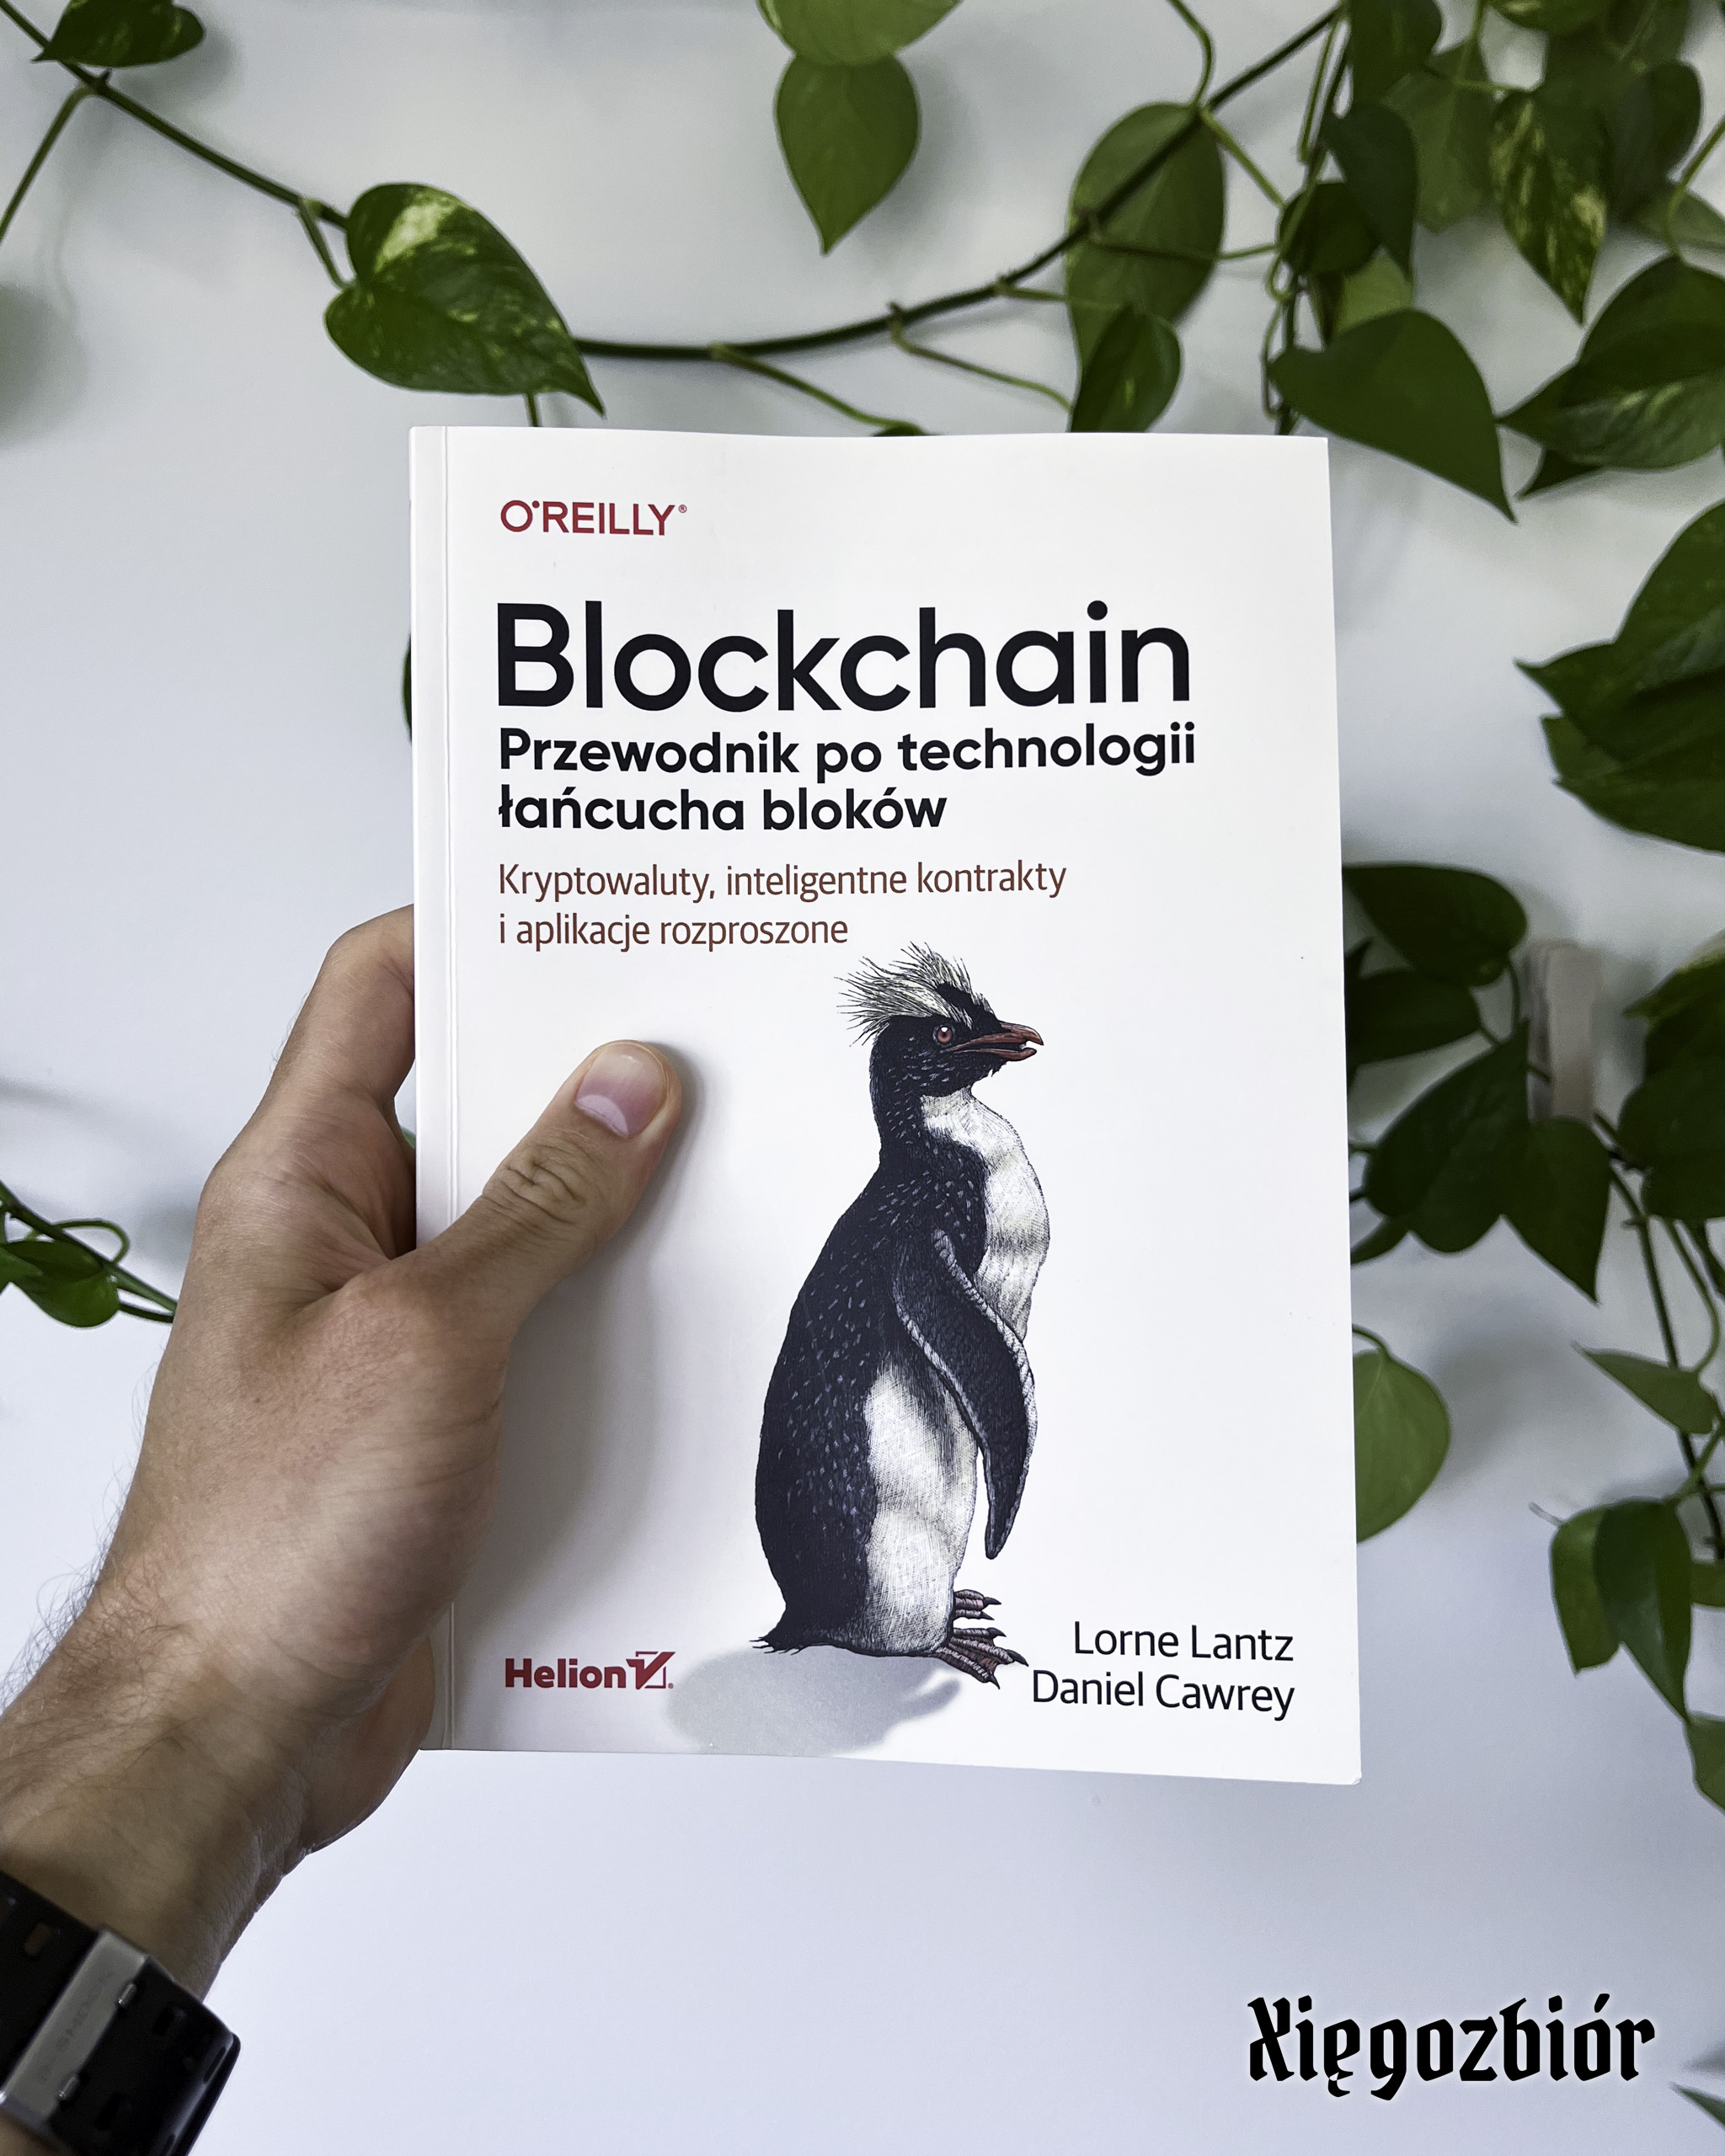 O'REILLY®
Blockchain
Przewodnik po technologii
łańcucha bloków
Kryptowaluty, inteligentne kontrakty
i aplikacje rozproszone
Helion®
Lorne Lantz
Daniel Cawrey
Xięgozbiór